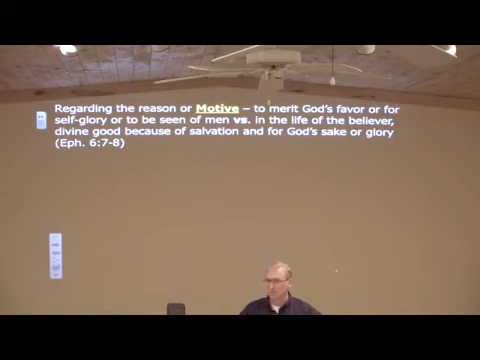 Regarding the reason or Motive – to merit God's favor or for
self-glory or to be seen of men vs. in the life of the believer,
divine good because of salvation and for God's sake or glory
(Eph. 6:7-8)